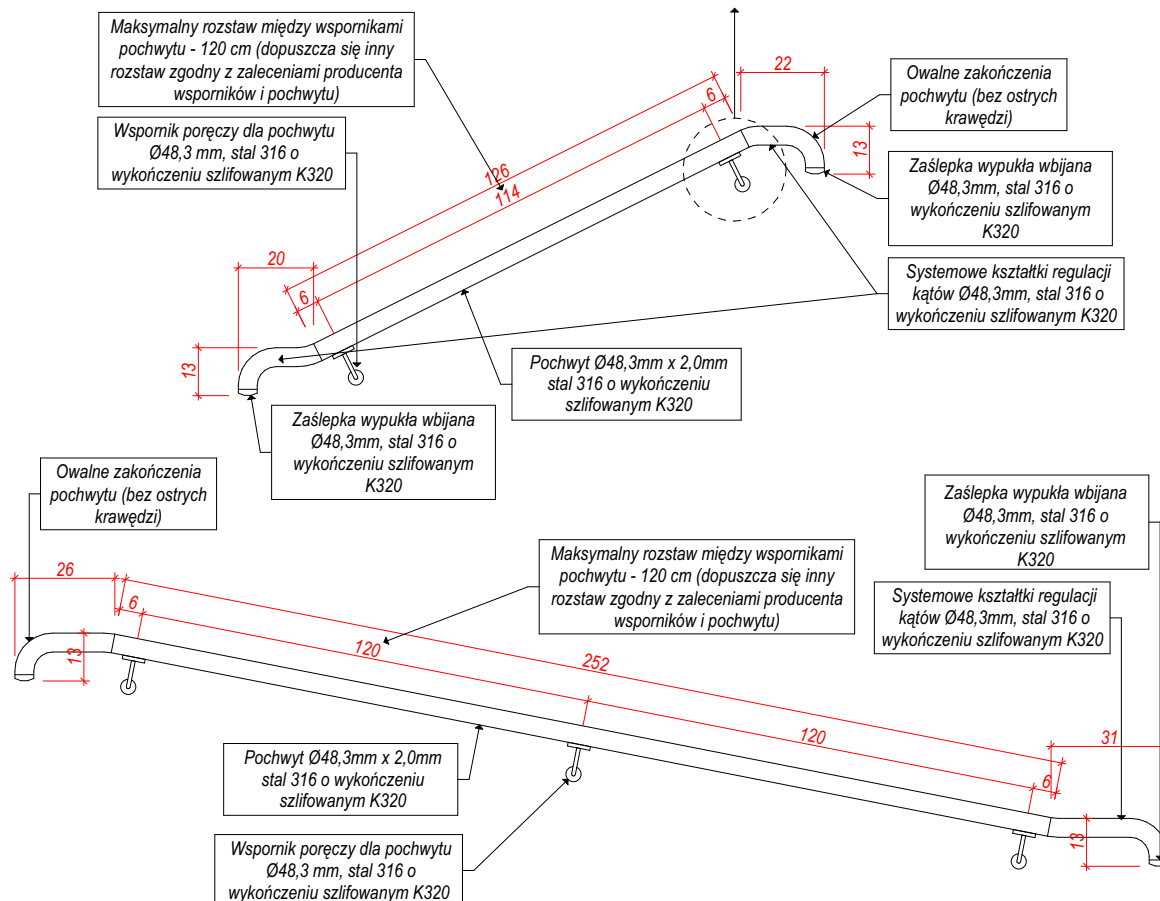 Maksymalny rozstaw między wspornikami
pochwytu - 120 cm (dopuszcza się inny
rozstaw zgodny z zaleceniami producenta
wsporników i pochwytu)
Wspornik poręczy dla pochwytu
Ø48,3 mm, stal 316 o
wykończeniu szlifowanym K320
22
Owalne zakończenia
pochwytu (bez ostrych
krawędzi)
6
13
126
114
Zaślepka wypukła wbijana
Ø48,3mm, stal 316 o
wykończeniu szlifowanym
K320
20
6
13
Systemowe kształtki regulacji
kątów Ø48,3mm, stal 316 o
wykończeniu szlifowanym K320
Pochwyt Ø48,3mm x 2,0mm
stal 316 o wykończeniu
szlifowanym K320
Zaślepka wypukła wbijana
Ø48,3mm, stal 316 o
wykończeniu szlifowanym
K320
Owalne zakończenia
pochwytu (bez ostrych
krawędzi)
Zaślepka wypukła wbijana
Ø48,3mm, stal 316 o
wykończeniu szlifowanym
K320
Maksymalny rozstaw między wspornikami
pochwytu - 120 cm (dopuszcza się inny
rozstaw zgodny z zaleceniami producenta
wsporników i pochwytu)
Systemowe kształtki regulacji
kątów Ø48,3mm, stal 316 o
wykończeniu szlifowanym K320
26
6
13
120
252
120
31
6
13
Pochwyt Ø48,3mm x 2,0mm
stal 316 o wykończeniu
szlifowanym K320
Wspornik poręczy dla pochwytu
Ø48,3 mm, stal 316 o
wykończeniu szlifowanym K320